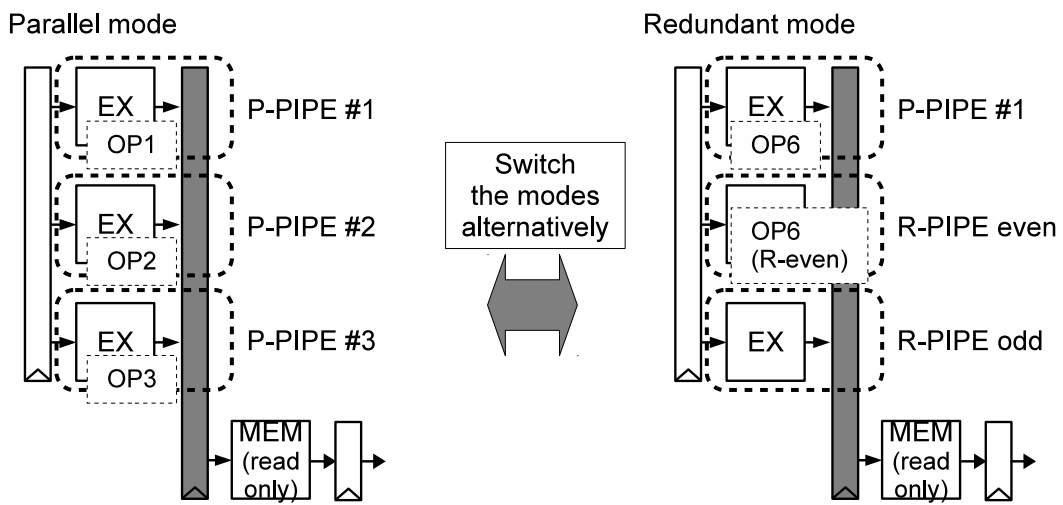 Parallel mode
EX
OP1
P-PIPE #1
EX
OP2
P-PIPE #2
EX
OP3
P-PIPE #3
MEM
(read
only)
Switch
the modes
alternatively
Redundant mode
EX
OP6
P-PIPE #1
OP6
(R-even)
R-PIPE even
EX
R-PIPE odd
MEM
(read
only)